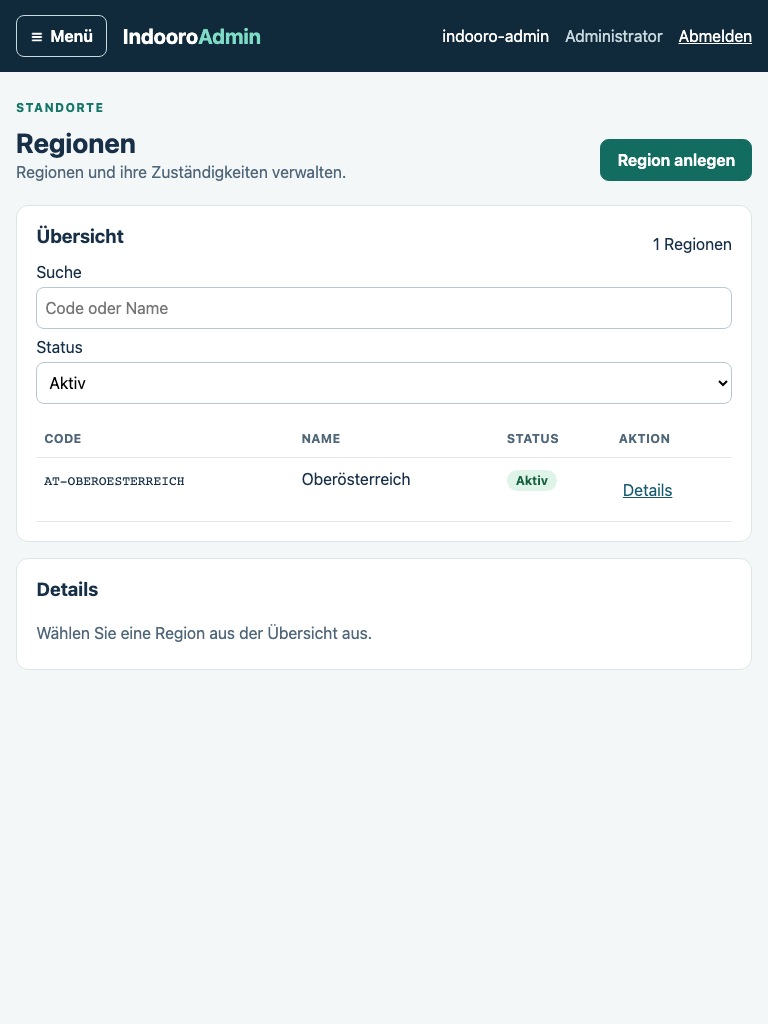 ≡ Menü IndooroAdmin indooro-admin Administrator Abmelden
STANDORTE
Regionen
Regionen und ihre Zuständigkeiten verwalten.
Region anlegen
Übersicht
1 Regionen
Suche
Code oder Name
Status
Aktiv
CODE NAME STATUS AKTION
AT-OBEROESTERREICH Oberösterreich Aktiv Details
Details
Wählen Sie eine Region aus der Übersicht aus.